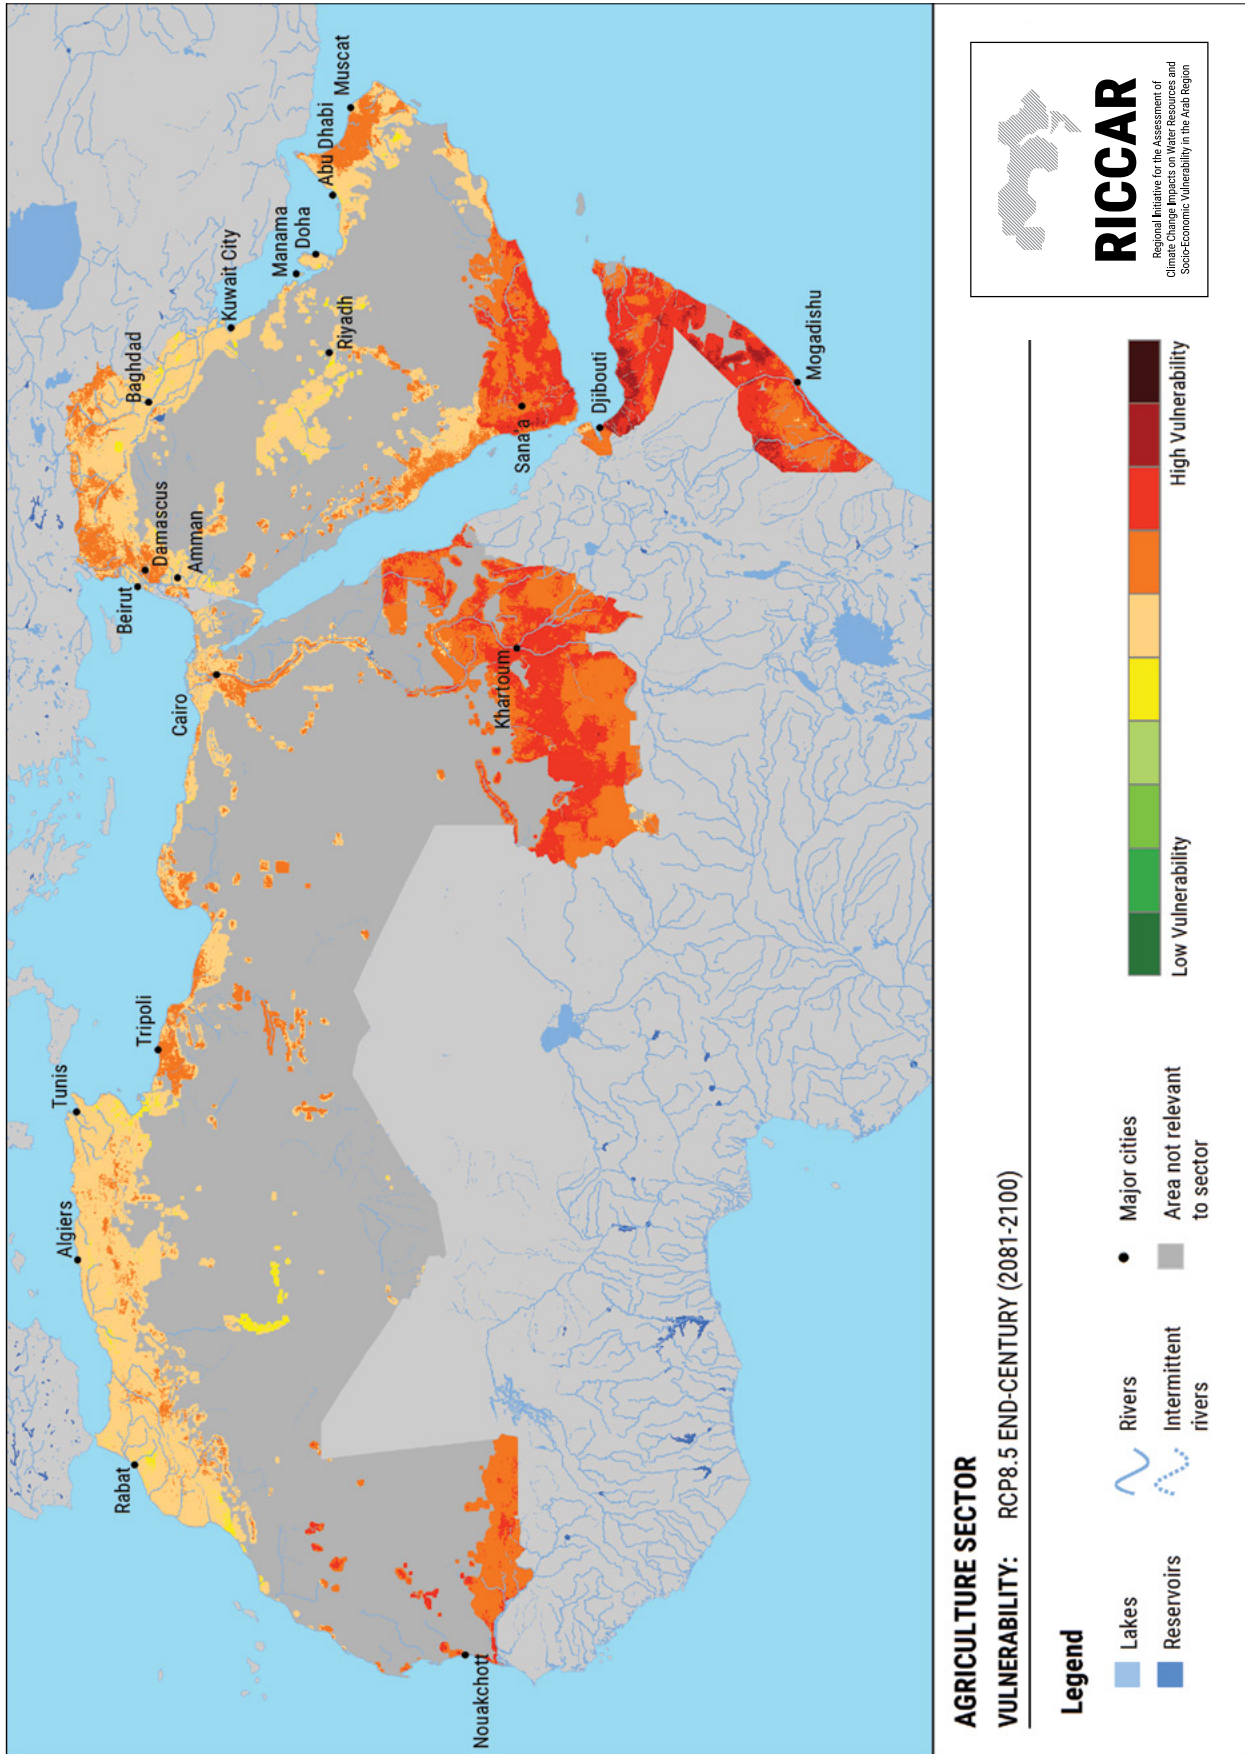 Rabat
Algiers
Tunis
Tripoli
Cairo
Beirut
Damascus
Amman
Baghdad
Kuwait City
Manama
Doha
Abu Dhabi
Muscat
Riyadh
Sana'a
Djibouti
Khartoum
Mogadishu
Nouakchott
AGRICULTURE SECTOR
VULNERABILITY: RCP8.5 END-CENTURY (2081-2100)
Legend
Lakes
Reservoirs
Rivers
Intermittent
rivers
Major cities
Area not relevant
to sector
Low Vulnerability
High Vulnerability
RICCAR
Regional Initiative for the Assessment of
Climate Change Impacts on Water Resources and
Socio-Economic Vulnerability in the Arab Region